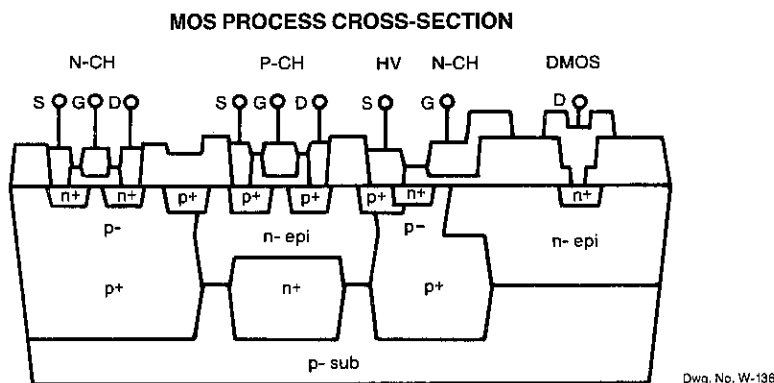 MOS PROCESS CROSS-SECTION
N-CH P-CH HV N-CH DMOS
S G D S G D S G D
n+ n+ p+ p+ p+ p+ n+ n+
p- n- epi p- n- epi
p+ n+ p+
p- sub
Dwg. No. W-136